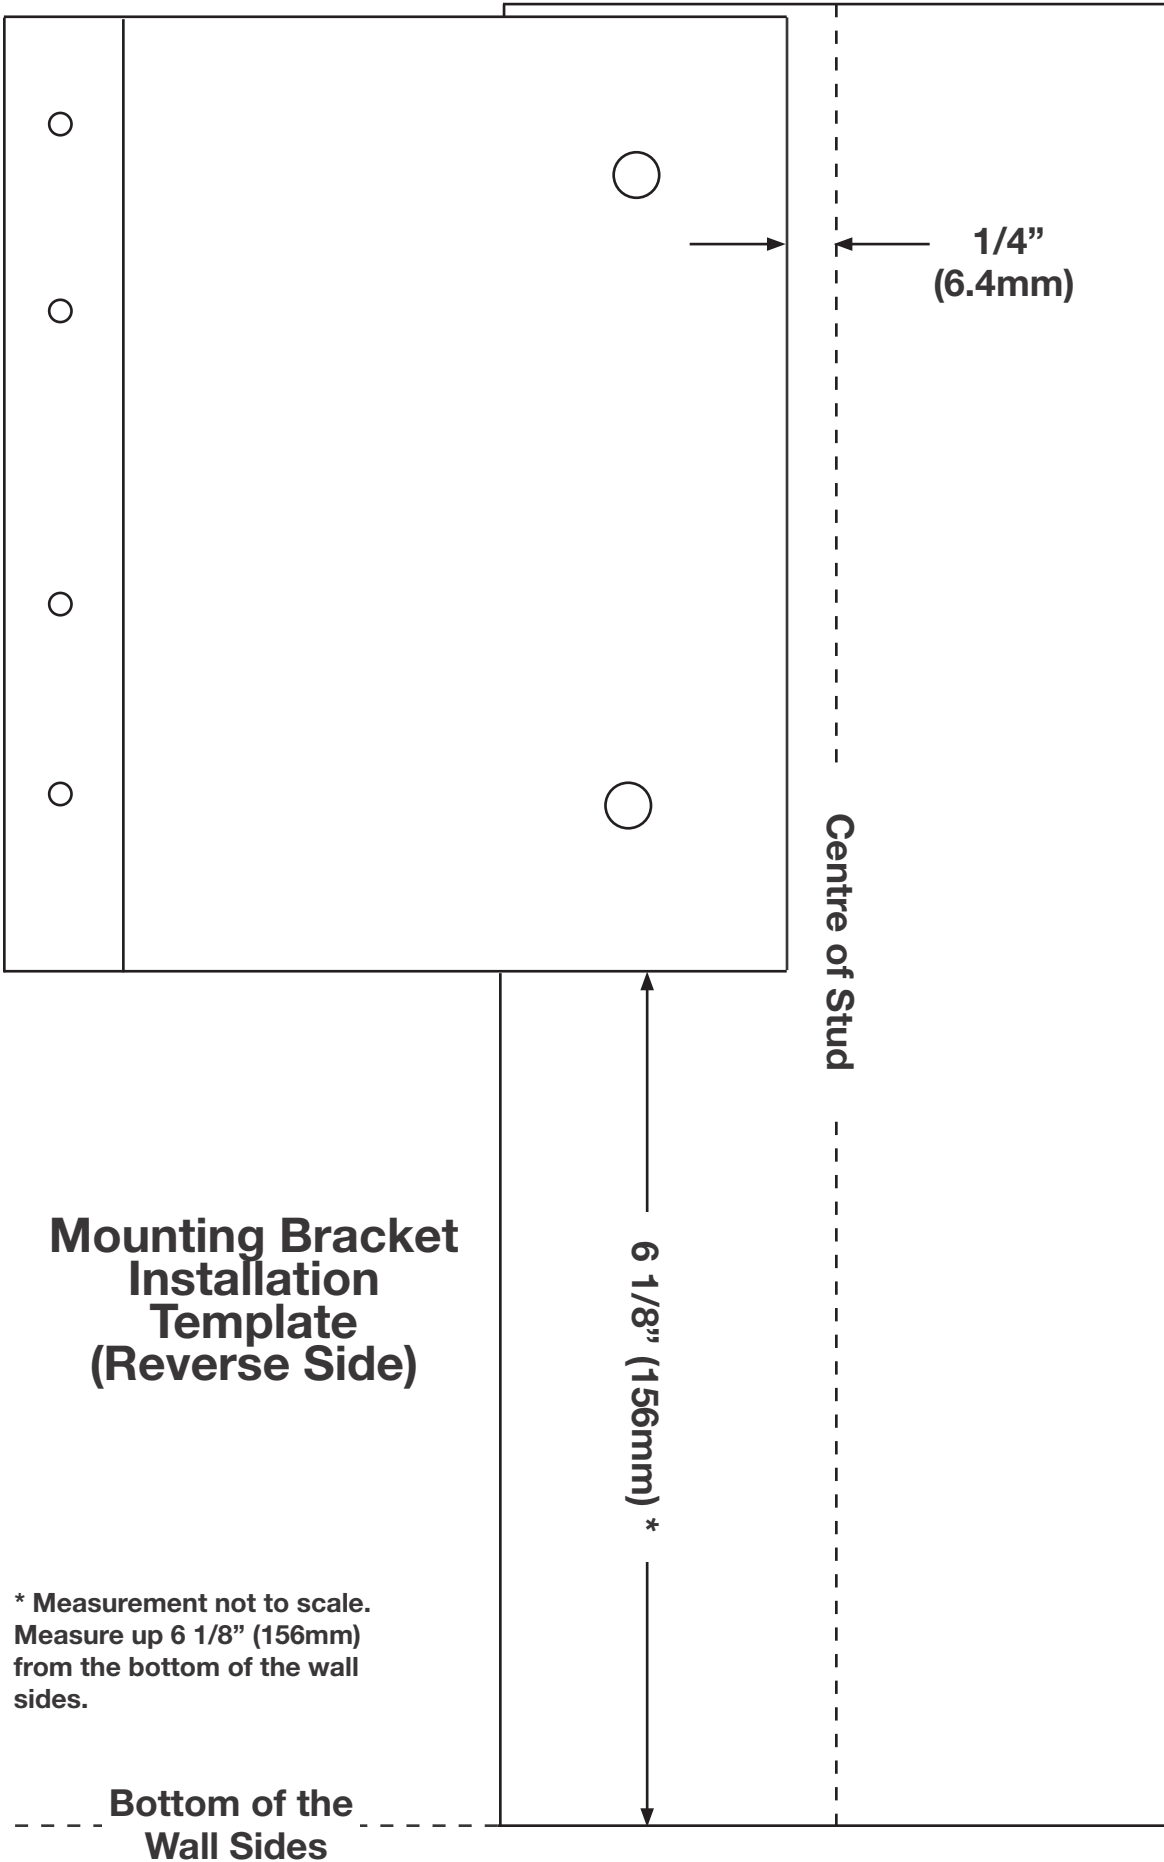 1/4”
(6.4mm)
Centre of Stud
6 1/8” (156mm) *
Mounting Bracket
Installation
Template
(Reverse Side)
* Measurement not to scale.
Measure up 6 1/8” (156mm)
from the bottom of the wall
sides.
Bottom of the
Wall Sides